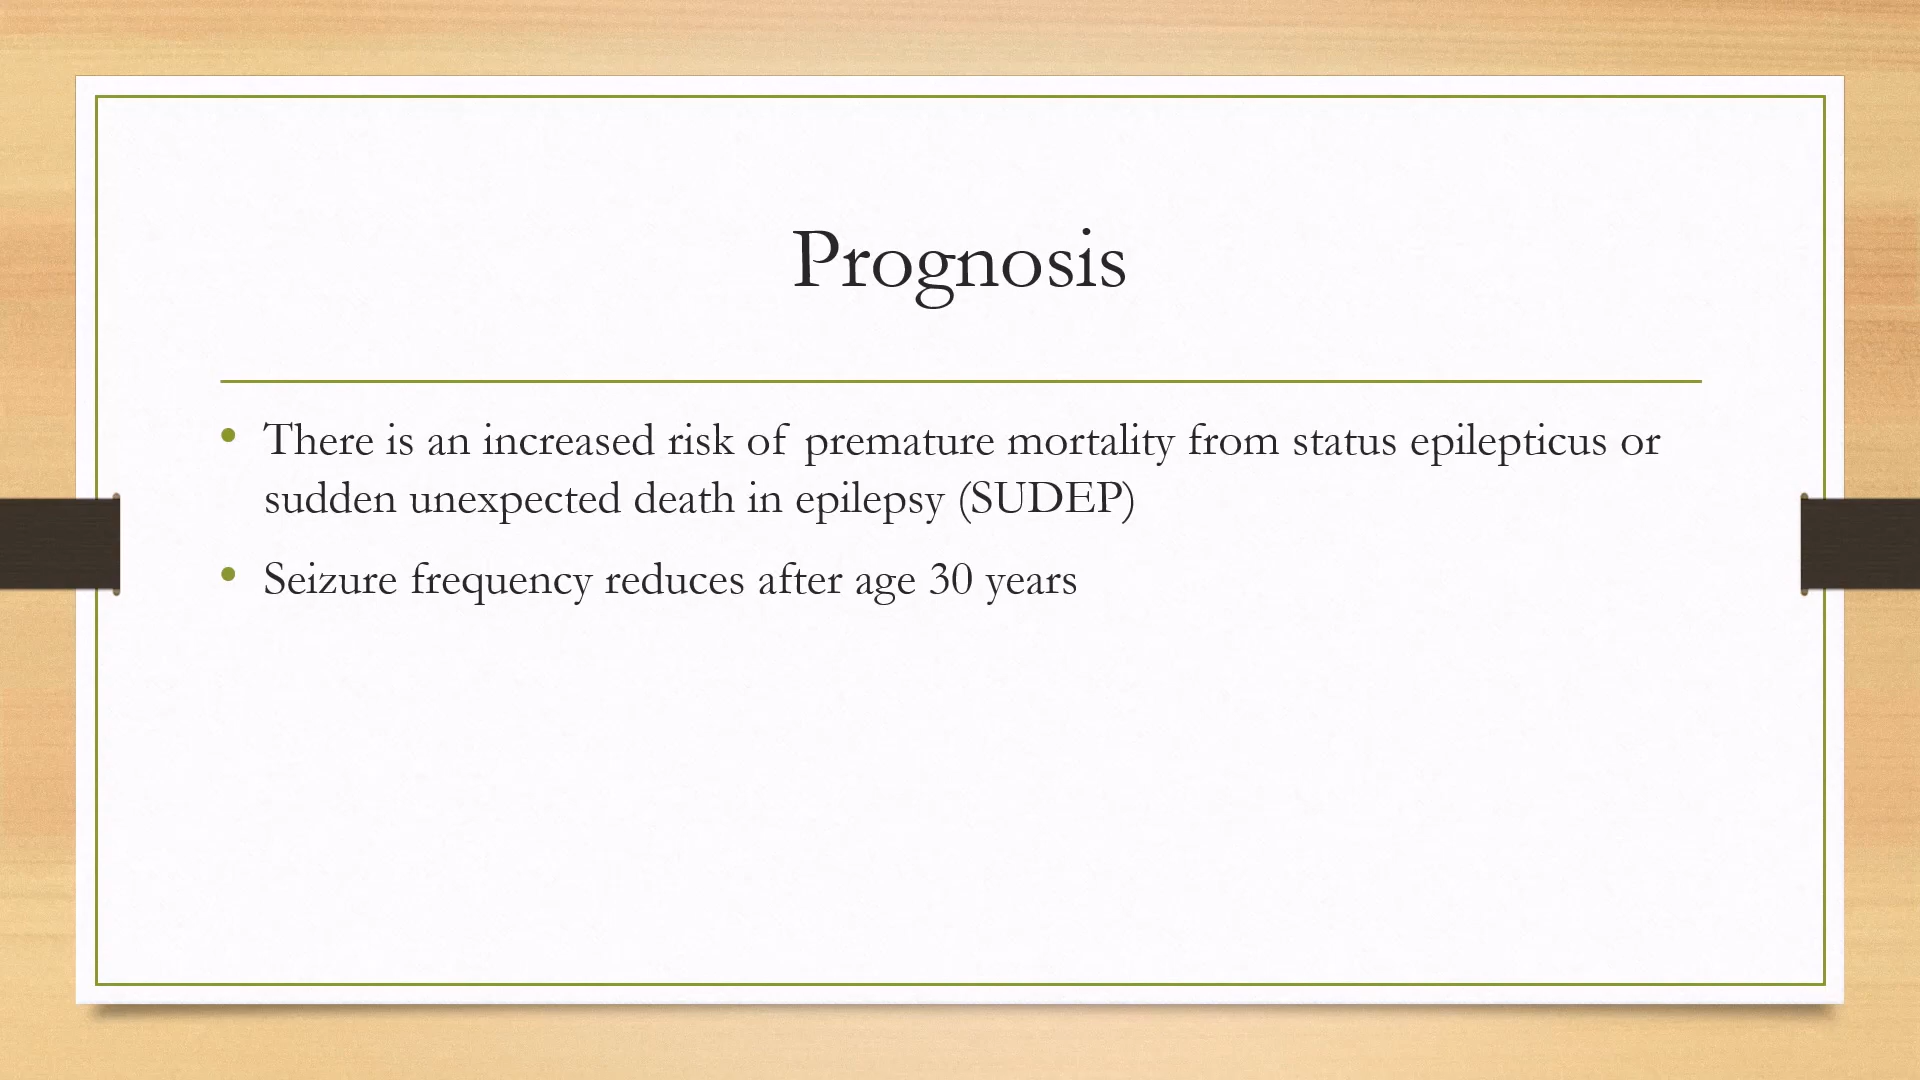 Prognosis
• There is an increased risk of premature mortality from status epilepticus or
sudden unexpected death in epilepsy (SUDEP)
• Seizure frequency reduces after age 30 years